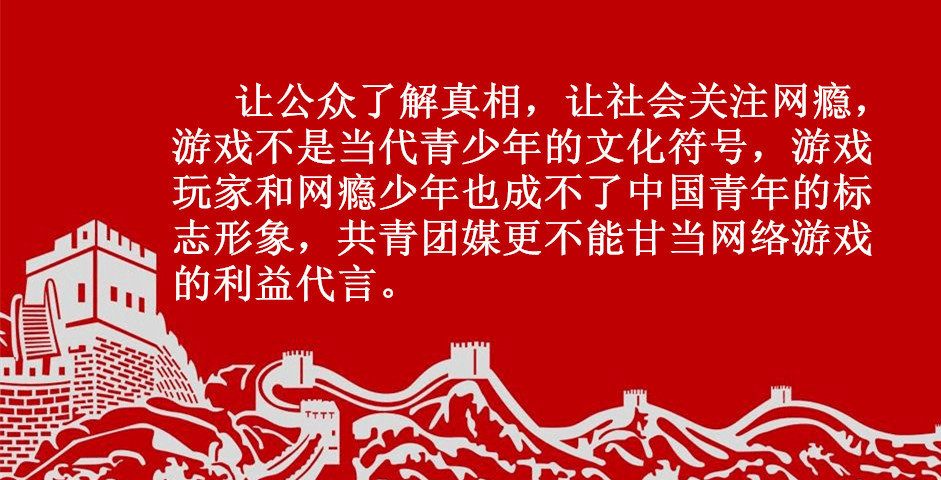 让公众了解真相，让社会关注网瘾，
游戏不是当代青少年的文化符号，游戏
玩家和网瘾少年也成不了中国青年的标
志形象，共青团媒更不能甘当网络游戏
的利益代言。